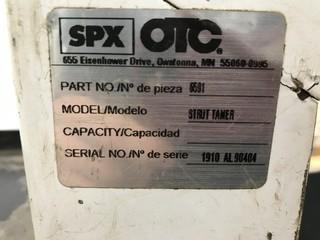 SPX OTC®
655 Eisenhower Drive, Owatonna, MN 55060-0995
PART NO./Nº de pieza 6591
MODEL/Modelo STRUT TAMER
CAPACITY/Capacidad
SERIAL NO./Nº de serie 1910 AL 90404